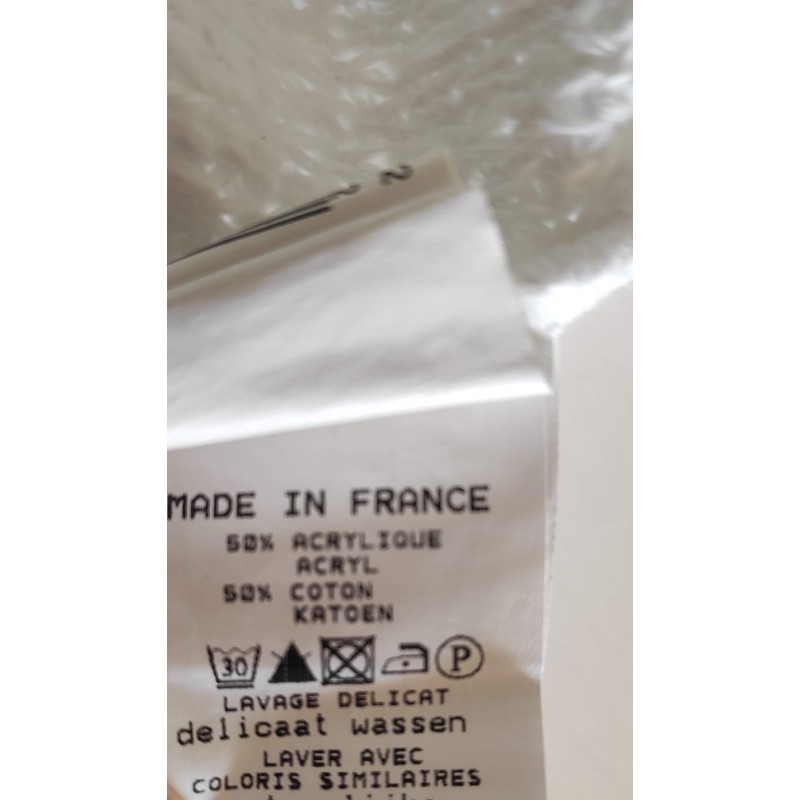 2
MADE IN FRANCE
50% ACRYLIQUE
ACRYL
50% COTON
KATOEN
30 P
LAVAGE DELICAT
delicaat wassen
LAVER AVEC
COLORIS SIMILAIRES